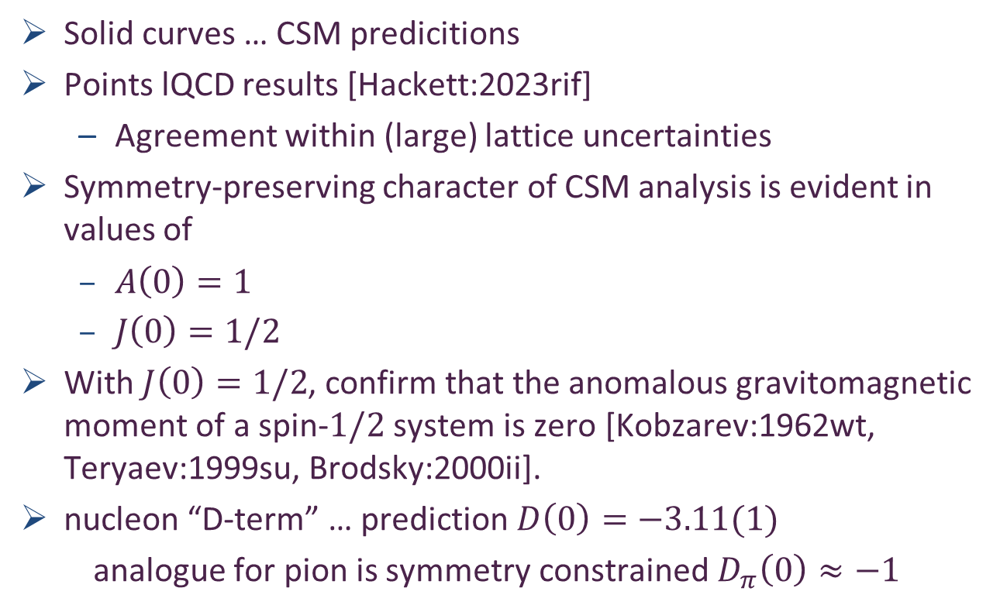 ➢ Solid curves … CSM predicitions
➢ Points lQCD results [Hackett:2023rif]
– Agreement within (large) lattice uncertainties
➢ Symmetry-preserving character of CSM analysis is evident in
values of
– A(0) = 1
– J(0) = 1/2
➢ With J(0) = 1/2, confirm that the anomalous gravitomagnetic
moment of a spin-1/2 system is zero [Kobzarev:1962wt,
Teryaev:1999su, Brodsky:2000ii].
➢ nucleon “D-term” … prediction D(0) = −3.11(1)
analogue for pion is symmetry constrained D_π(0) ≈ −1